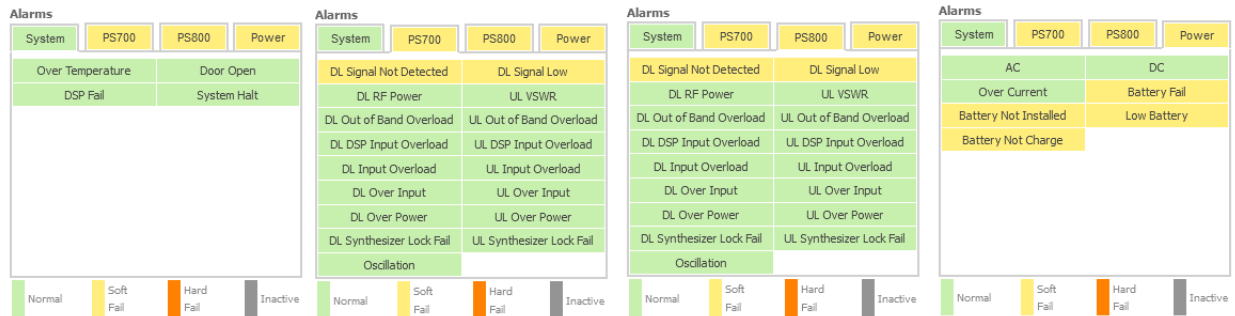 Alarms
System PS700 PS800 Power
Over Temperature Door Open
DSP Fail System Halt
Normal Soft Fail Hard Fail Inactive
Alarms
System PS700 PS800 Power
DL Signal Not Detected DL Signal Low
DL RF Power UL VSWR
DL Out of Band Overload UL Out of Band Overload
DL DSP Input Overload UL DSP Input Overload
DL Input Overload UL Input Overload
DL Over Input UL Over Input
DL Over Power UL Over Power
DL Synthesizer Lock Fail UL Synthesizer Lock Fail
Oscillation
Normal Soft Fail Hard Fail Inactive
Alarms
System PS700 PS800 Power
DL Signal Not Detected DL Signal Low
DL RF Power UL VSWR
DL Out of Band Overload UL Out of Band Overload
DL DSP Input Overload UL DSP Input Overload
DL Input Overload UL Input Overload
DL Over Input UL Over Input
DL Over Power UL Over Power
DL Synthesizer Lock Fail UL Synthesizer Lock Fail
Oscillation
Normal Soft Fail Hard Fail Inactive
Alarms
System PS700 PS800 Power
AC DC
Over Current Battery Fail
Battery Not Installed Low Battery
Battery Not Charge
Normal Soft Fail Hard Fail Inactive